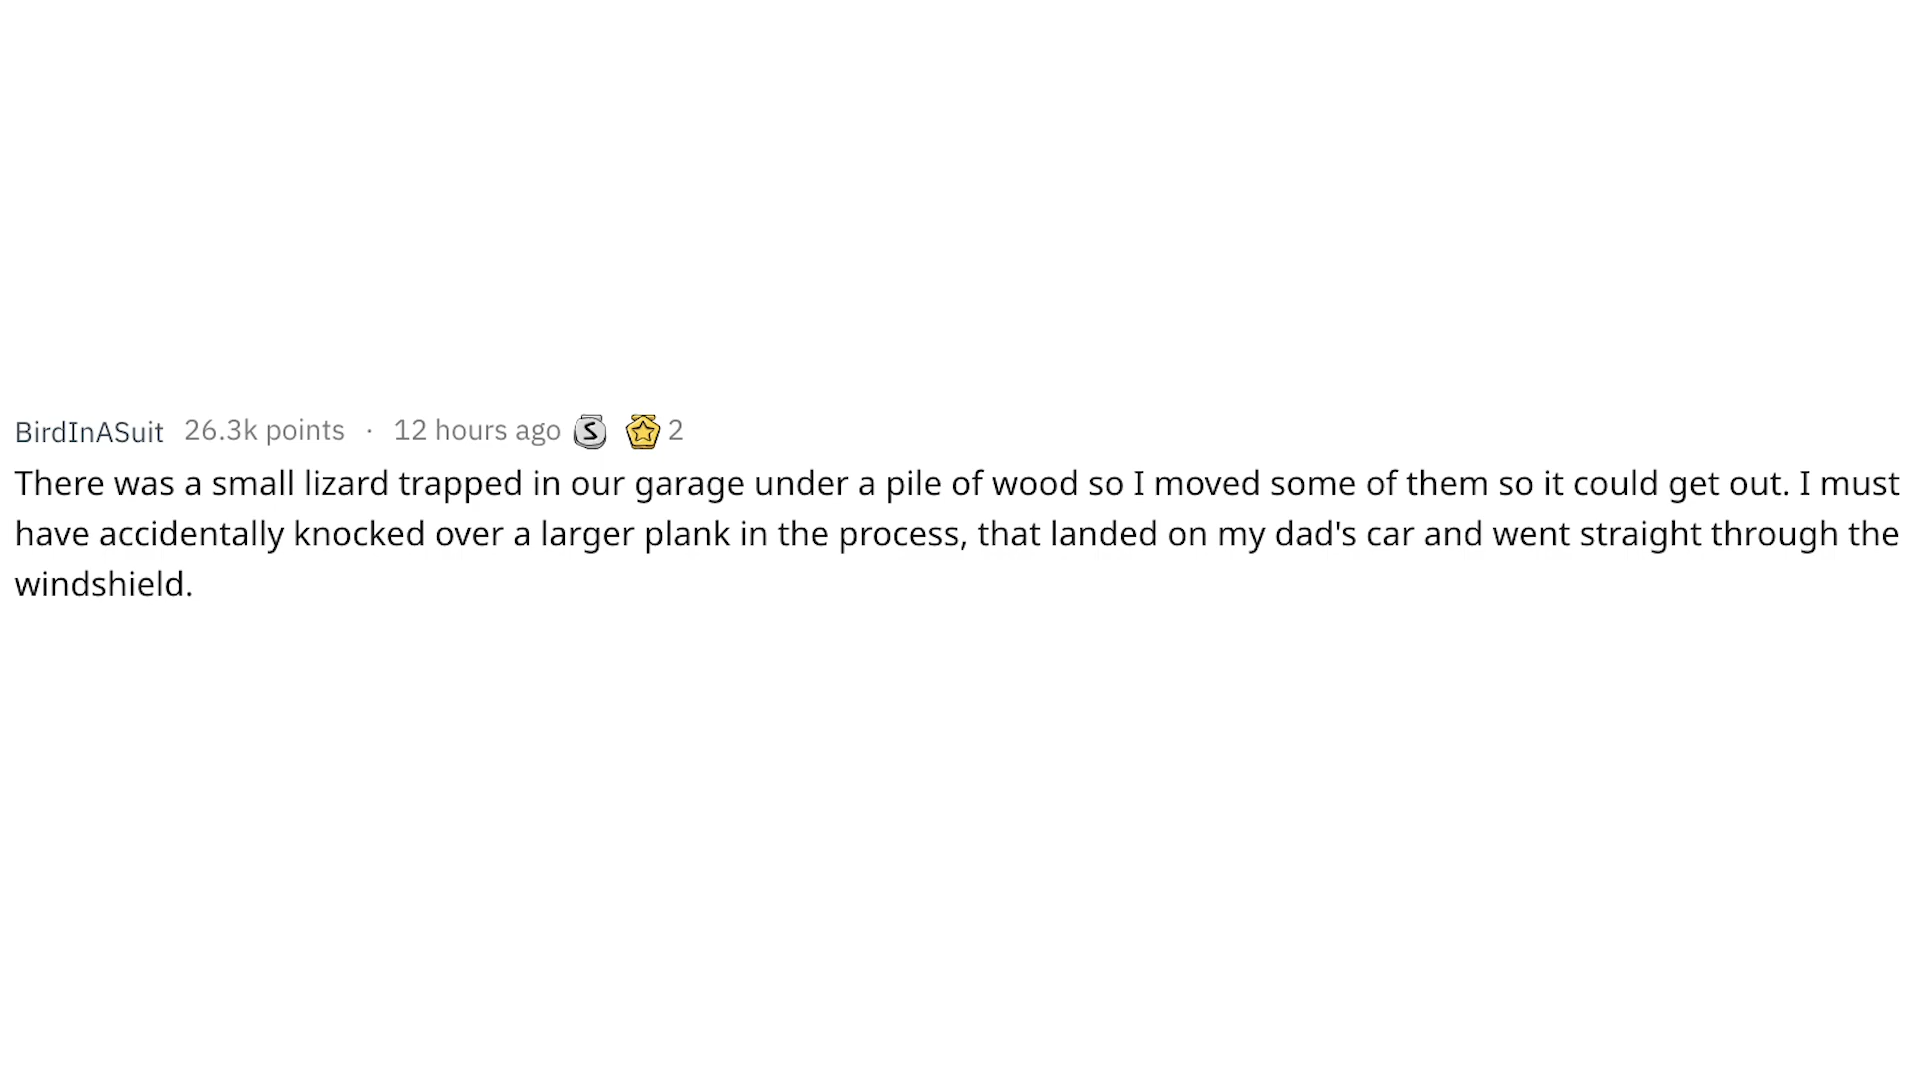 BirdInASuit 26.3k points · 12 hours ago S 2
There was a small lizard trapped in our garage under a pile of wood so I moved some of them so it could get out. I must
have accidentally knocked over a larger plank in the process, that landed on my dad's car and went straight through the
windshield.